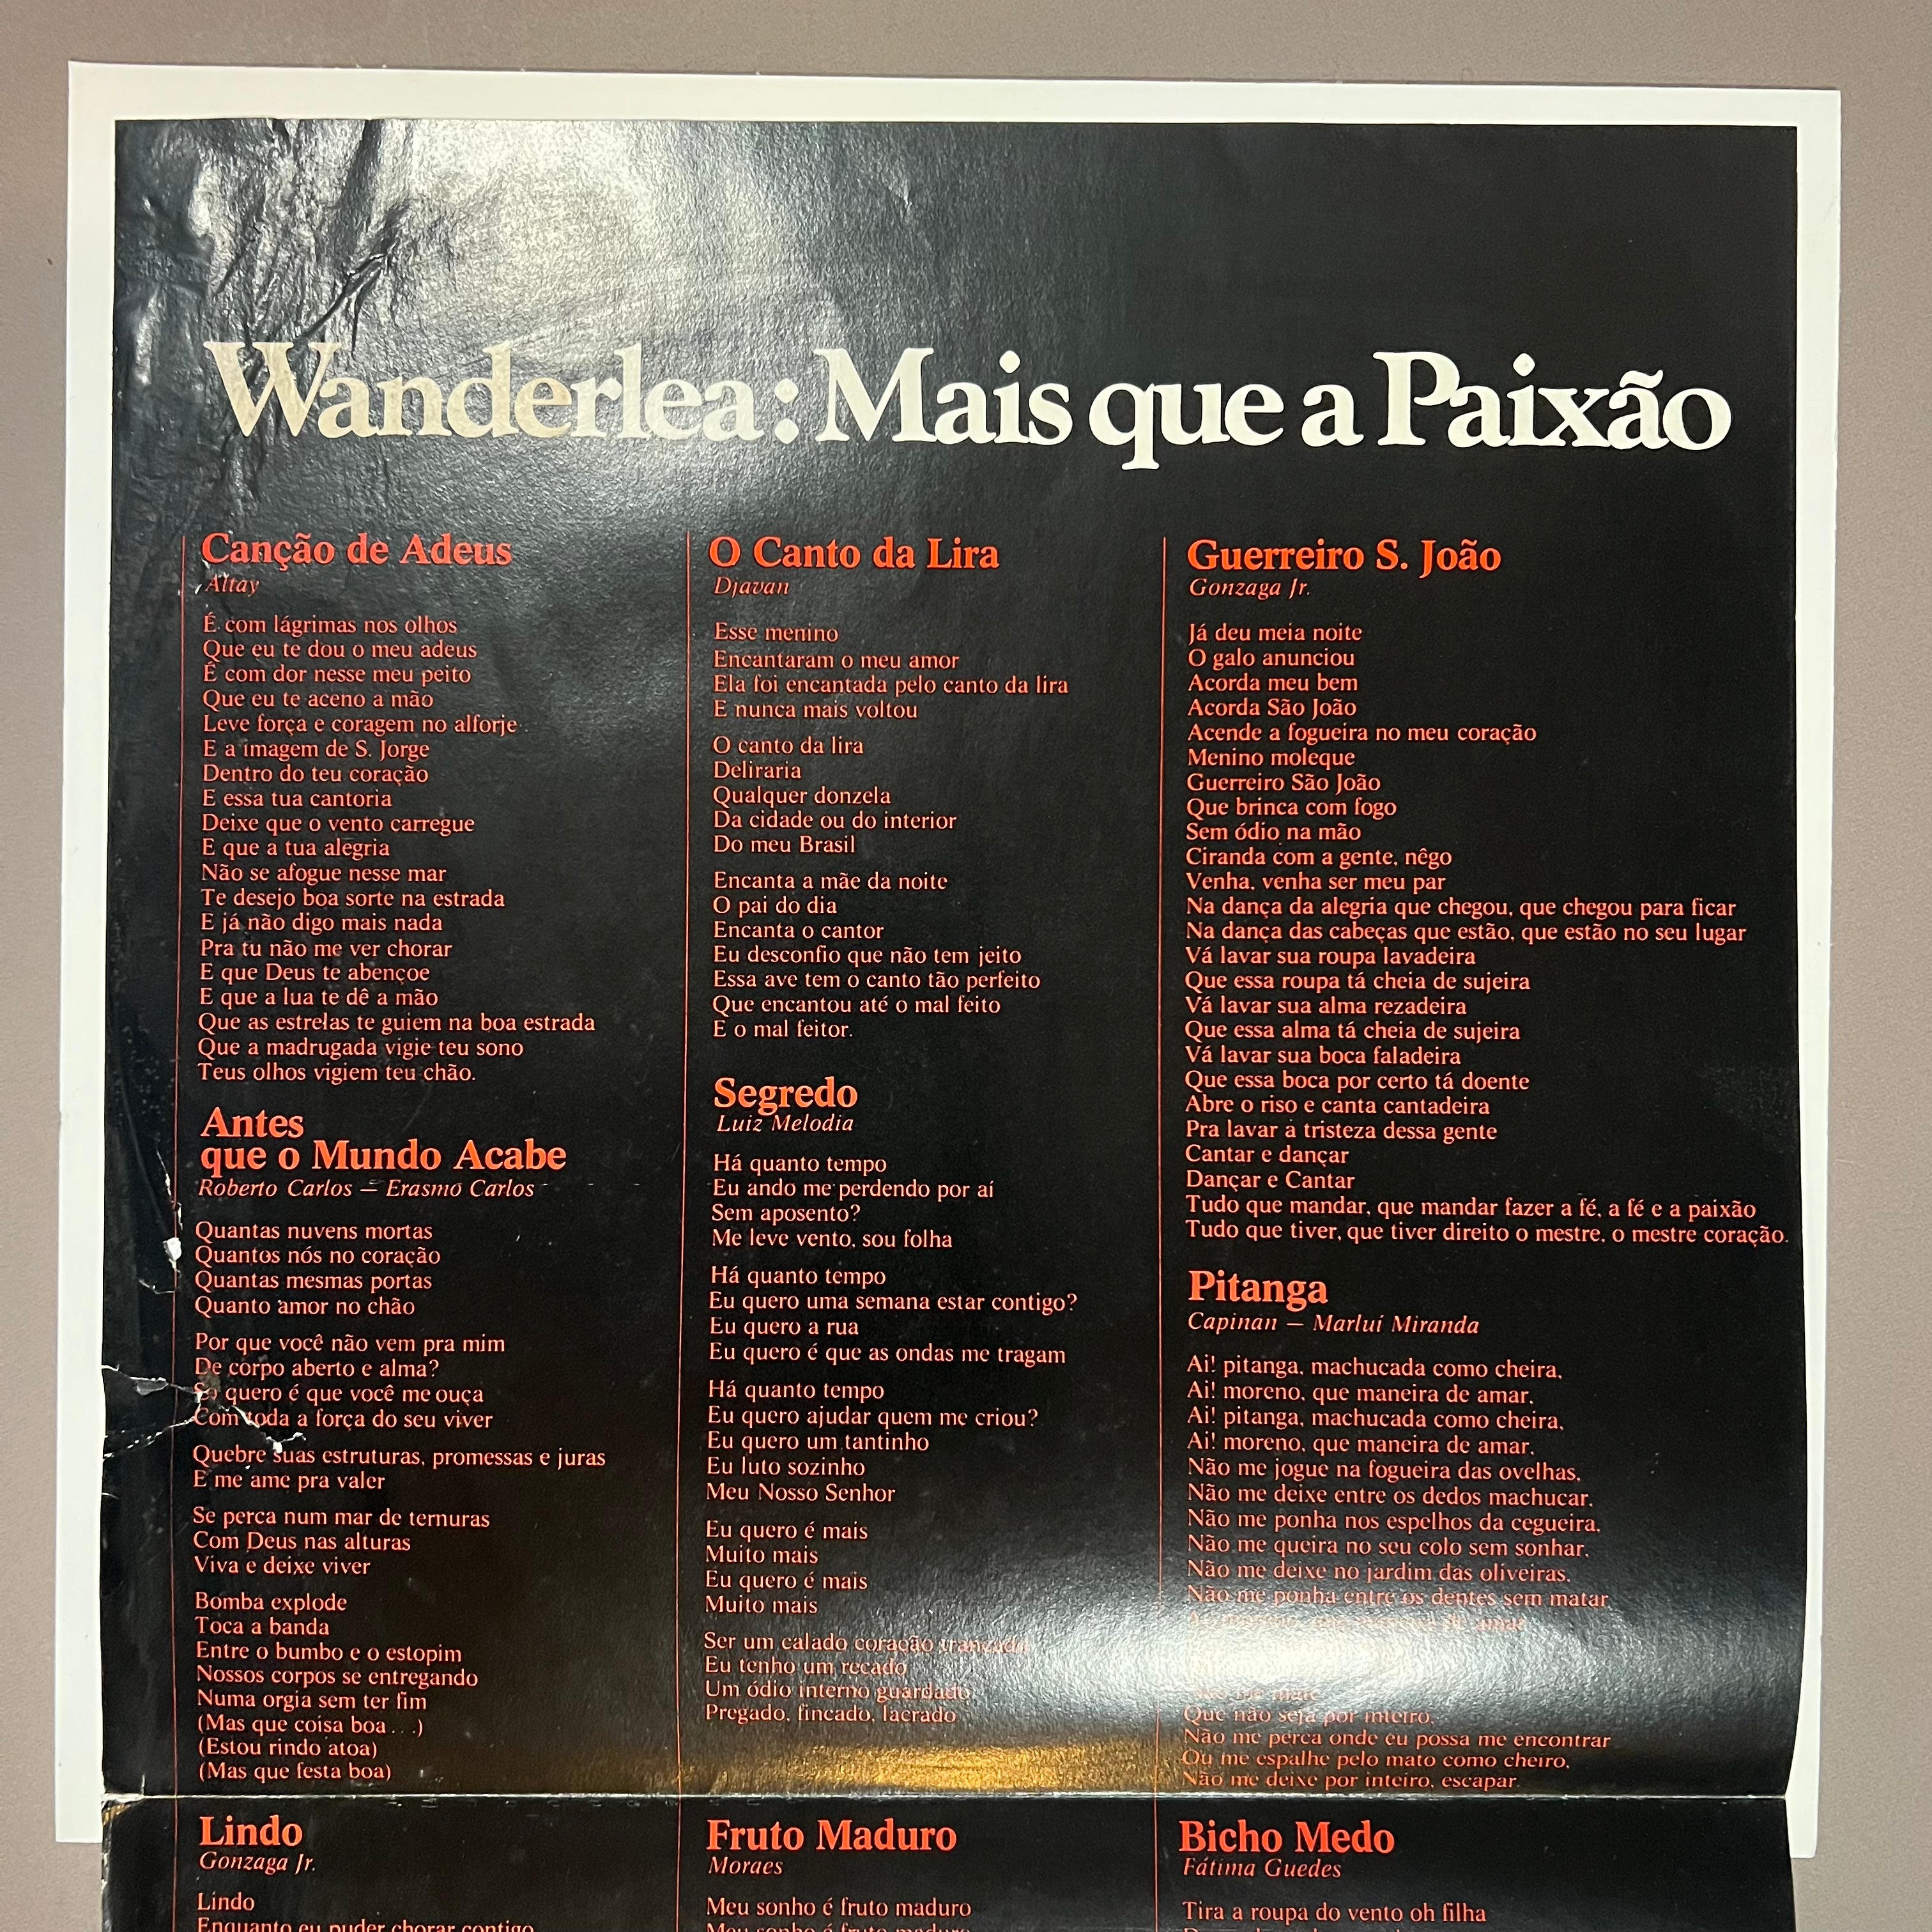 Wanderlea: Mais que a Paixão
Canção de Adeus
Altay
É com lágrimas nos olhos
Que eu te dou o meu adeus
É com dor nesse meu peito
Que eu te aceno a mão
Leve força e coragem no alforje
E a imagem de S. Jorge
Dentro do teu coração
E essa tua cantoria
Deixe que o vento carregue
E que a tua alegria
Não se afogue nesse mar
Te desejo boa sorte na estrada
E já não digo mais nada
Pra tu não me ver chorar
E que Deus te abençoe
E que a lua te dê a mão
Que as estrelas te guiem na boa estrada
Que a madrugada vigie teu sono
Teus olhos vigiem teu chão.
Antes
que o Mundo Acabe
Roberto Carlos — Erasmo Carlos
Quantas nuvens mortas
Quantos nós no coração
Quantas mesmas portas
Quanto amor no chão
Por que você não vem pra mim
De corpo aberto e alma?
So quero é que você me ouça
Com toda a força do seu viver
Quebre suas estruturas, promessas e juras
E me ame pra valer
Se perca num mar de ternuras
Com Deus nas alturas
Viva e deixe viver
Bomba explode
Toca a banda
Entre o bumbo e o estopim
Nossos corpos se entregando
Numa orgia sem ter fim
(Mas que coisa boa . . .)
(Estou rindo atoa)
(Mas que festa boa)
Lindo
Gonzaga Jr.
Lindo
Enquanto eu puder chorar contigo
O Canto da Lira
Djavan
Esse menino
Encantaram o meu amor
Ela foi encantada pelo canto da lira
E nunca mais voltou
O canto da lira
Deliraria
Qualquer donzela
Da cidade ou do interior
Do meu Brasil
Encanta a mãe da noite
O pai do dia
Encanta o cantor
Eu desconfio que não tem jeito
Essa ave tem o canto tão perfeito
Que encantou até o mal feito
E o mal feitor.
Segredo
Luiz Melodia
Há quanto tempo
Eu ando me perdendo por aí
Sem aposento?
Me leve vento, sou folha
Há quanto tempo
Eu quero uma semana estar contigo?
Eu quero a rua
Eu quero é que as ondas me tragam
Há quanto tempo
Eu quero ajudar quem me criou?
Eu quero um tantinho
Eu luto sozinho
Meu Nosso Senhor
Eu quero é mais
Muito mais
Eu quero é mais
Muito mais
Ser um calado coração trancado
Eu tenho um recado
Um ódio interno guardado
Pregado, fincado, lacrado
Fruto Maduro
Moraes
Meu sonho é fruto maduro
Meu sonho é fruto maduro
Guerreiro S. João
Gonzaga Jr.
Já deu meia noite
O galo anunciou
Acorda meu bem
Acorda São João
Acende a fogueira no meu coração
Menino moleque
Guerreiro São João
Que brinca com fogo
Sem ódio na mão
Ciranda com a gente, nêgo
Venha, venha ser meu par
Na dança da alegria que chegou, que chegou para ficar
Na dança das cabeças que estão, que estão no seu lugar
Vá lavar sua roupa lavadeira
Que essa roupa tá cheia de sujeira
Vá lavar sua alma rezadeira
Que essa alma tá cheia de sujeira
Vá lavar sua boca faladeira
Que essa boca por certo tá doente
Abre o riso e canta cantadeira
Pra lavar a tristeza dessa gente
Cantar e dançar
Dançar e Cantar
Tudo que mandar, que mandar fazer a fé, a fé e a paixão
Tudo que tiver, que tiver direito o mestre, o mestre coração.
Pitanga
Capinan — Marluí Miranda
Ai! pitanga, machucada como cheira,
Ai! moreno, que maneira de amar,
Ai! pitanga, machucada como cheira,
Ai! moreno, que maneira de amar,
Não me jogue na fogueira das ovelhas,
Não me deixe entre os dedos machucar,
Não me ponha nos espelhos da cegueira,
Não me queira no seu colo sem sonhar,
Não me deixe no jardim das oliveiras,
Não me ponha entre os dentes sem matar
de amar
mate
Que não seja por inteiro,
Não me perca onde eu possa me encontrar
Ou me espalhe pelo mato como cheiro,
Não me deixe por inteiro, escapar.
Bicho Medo
Fátima Guedes
Tira a roupa do vento oh filha